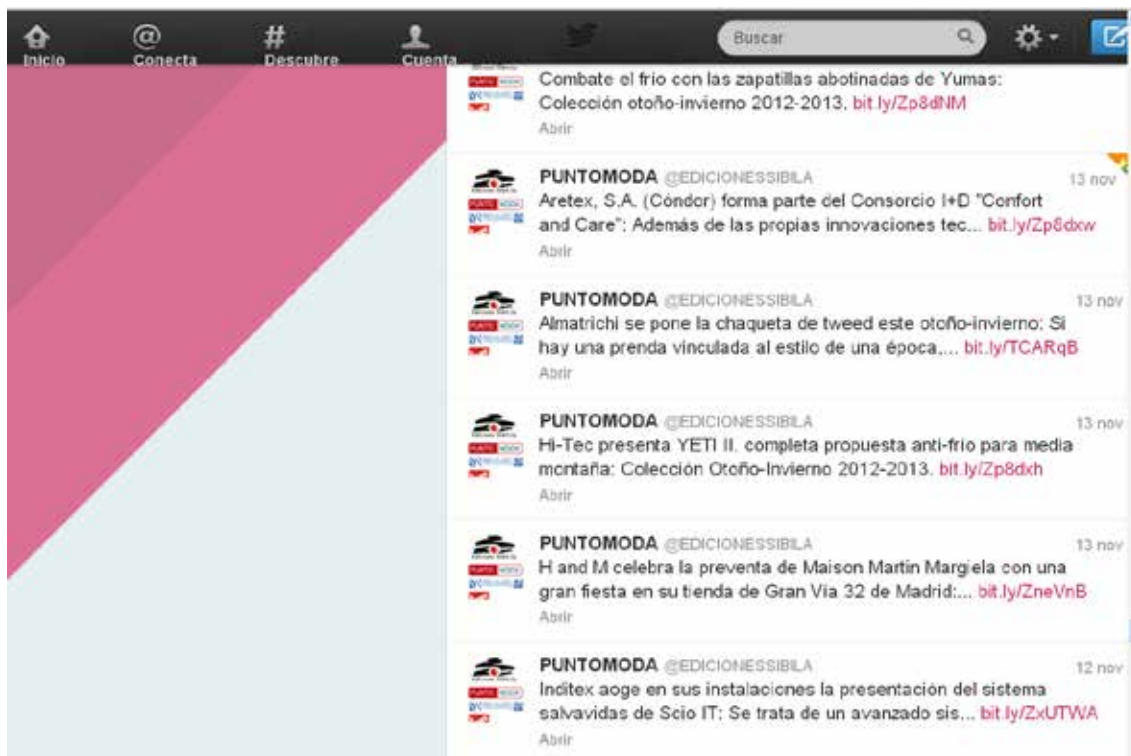 Inicio
Conecta
Descubre
Cuenta
Buscar
Combate el frío con las zapatillas abotinadas de Yumas:
Colección otoño-invierno 2012-2013. bit.ly/Zp8dNM
Abrir
PUNTOMODA @EDICIONESSIBILA 13 nov
Aretex, S.A. (Cóndor) forma parte del Consorcio I+D "Confort
and Care": Además de las propias innovaciones tec... bit.ly/Zp8dxw
Abrir
PUNTOMODA @EDICIONESSIBILA 13 nov
Almatrichi se pone la chaqueta de tweed este otoño-invierno: Si
hay una prenda vinculada al estilo de una época,... bit.ly/TCARqB
Abrir
PUNTOMODA @EDICIONESSIBILA 13 nov
Hi-Tec presenta YETI II. completa propuesta anti-frio para media
montaña: Colección Otoño-Invierno 2012-2013. bit.ly/Zp8dxh
Abrir
PUNTOMODA @EDICIONESSIBILA 13 nov
H and M celebra la preventa de Maison Martin Margiela con una
gran fiesta en su tienda de Gran Vía 32 de Madrid:... bit.ly/ZneVnB
Abrir
PUNTOMODA @EDICIONESSIBILA 12 nov
Inditex aoge en sus instalaciones la presentación del sistema
salvavidas de Scio IT: Se trata de un avanzado sis... bit.ly/ZxUTWA
Abrir